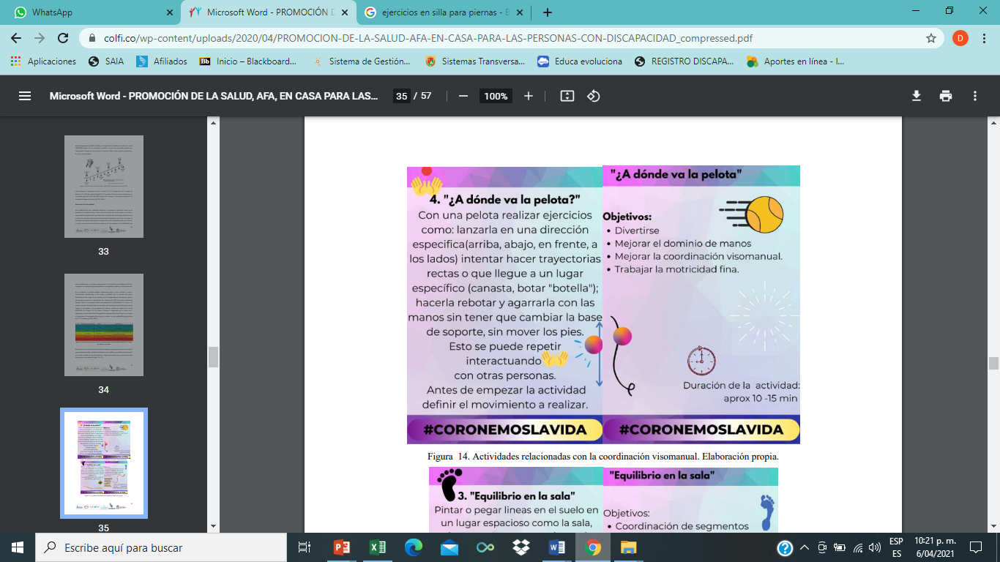 WhatsApp
Microsoft Word - PROMOCIÓN D
ejercicios en silla para piernas - B
colfi.co/wp-content/uploads/2020/04/PROMOCION-DE-LA-SALUD-AFA-EN-CASA-PARA-LAS-PERSONAS-CON-DISCAPACIDAD_compressed.pdf
D
Aplicaciones
SAIA
Afiliados
Bb
Inicio – Blackboard...
Sistema de Gestión...
Sistemas Transversa...
Educa evoluciona
REGISTRO DISCAPA...
Aportes en línea - I...
Microsoft Word - PROMOCIÓN DE LA SALUD, AFA, EN CASA PARA LAS...
35 / 57
100%
33
34
35
4. "¿A dónde va la pelota?"
Con una pelota realizar ejercicios
como: lanzarla en una dirección
especifica(arriba, abajo, en frente, a
los lados) intentar hacer trayectorias
rectas o que llegue a un lugar
específico (canasta, botar "botella");
hacerla rebotar y agarrarla con las
manos sin tener que cambiar la base
de soporte, sin mover los pies.
Esto se puede repetir
interactuando
con otras personas.
Antes de empezar la actividad
definir el movimiento a realizar.
#CORONEMOSLAVIDA
"¿A dónde va la pelota"
Objetivos:
• Divertirse
• Mejorar el dominio de manos
• Mejorar la coordinación visomanual.
• Trabajar la motricidad fina.
Duración de la actividad:
aprox 10 -15 min
#CORONEMOSLAVIDA
Figura 14. Actividades relacionadas con la coordinación visomanual. Elaboración propia.
3. "Equilibrio en la sala"
Pintar o pegar lineas en el suelo en
un lugar espacioso como la sala,
"Equilibrio en la sala"
Objetivos:
• Coordinación de segmentos
Escribe aquí para buscar
ESP
ES
10:21 p. m.
6/04/2021